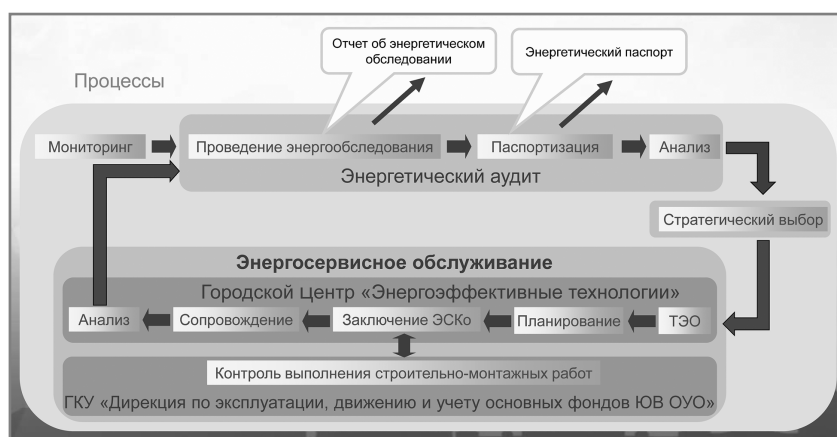 Отчет об энергетическом
обследовании
Энергетический паспорт
Процессы
Мониторинг
Проведение энергообследования
Паспортизация
Анализ
Энергетический аудит
Стратегический выбор
Энергосервисное обслуживание
Городской Центр «Энергоэффективные технологии»
Анализ
Сопровождение
Заключение ЭСКо
Планирование
ТЭО
Контроль выполнения строительно-монтажных работ
ГКУ «Дирекция по эксплуатации, движению и учету основных фондов ЮВ ОУО»